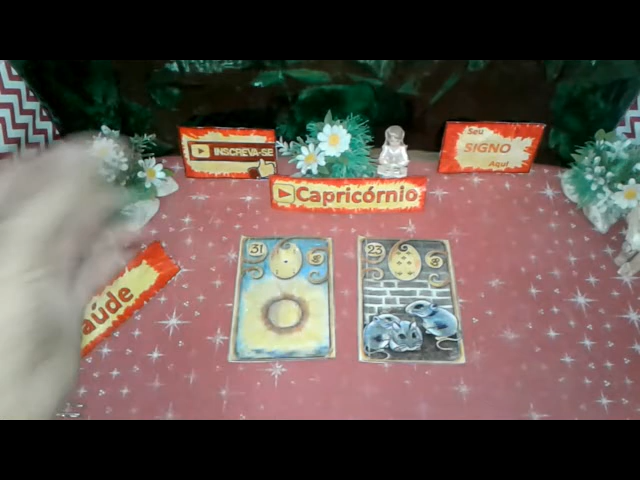 INSCREVA-SE
Seu
SIGNO
Aqui
Capricórnio
31
23
aúde